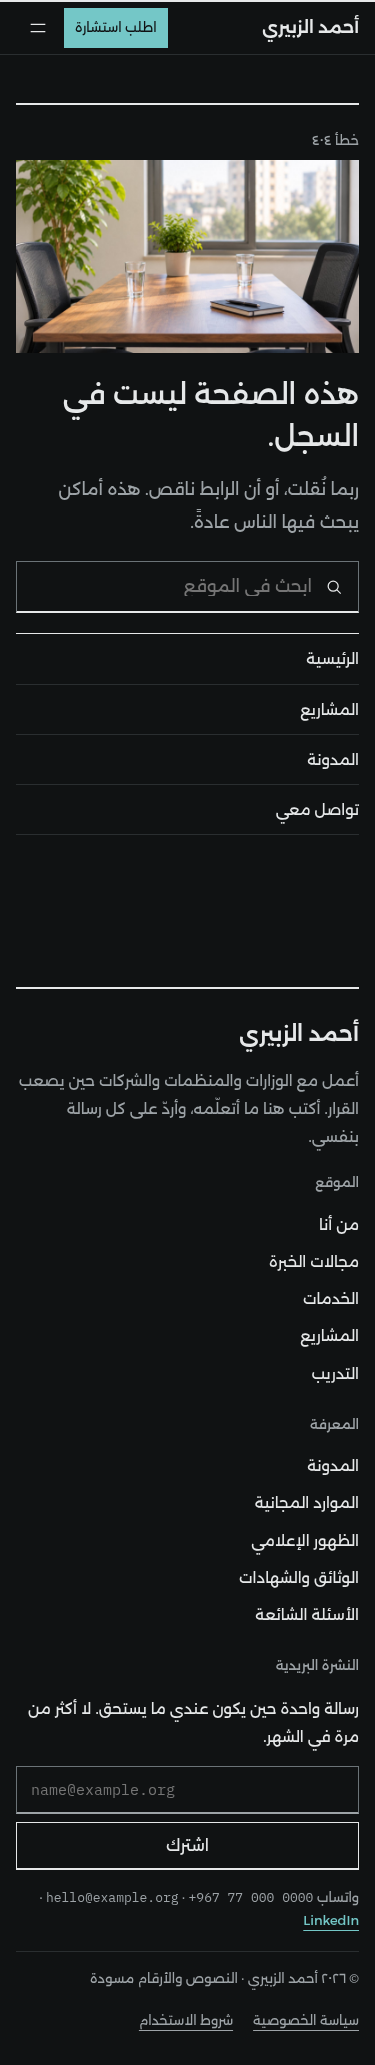 أحمد الزبيري
اطلب استشارة
خطأ ٤٠٤
هذه الصفحة ليست في
السجل.
ربما نُقلت، أو أن الرابط ناقص. هذه أماكن
يبحث فيها الناس عادةً.
ابحث في الموقع
الرئيسية
المشاريع
المدونة
تواصل معي
أحمد الزبيري
أعمل مع الوزارات والمنظمات والشركات حين يصعب
القرار. أكتب هنا ما أتعلّمه، وأردّ على كل رسالة
بنفسي.
الموقع
من أنا
مجالات الخبرة
الخدمات
المشاريع
التدريب
المعرفة
المدونة
الموارد المجانية
الظهور الإعلامي
الوثائق والشهادات
الأسئلة الشائعة
النشرة البريدية
رسالة واحدة حين يكون عندي ما يستحق. لا أكثر من
مرة في الشهر.
name@example.org
اشترك
واتساب +967 77 000 0000 · hello@example.org ·
LinkedIn
© ٢٠٢٦ أحمد الزبيري · النصوص والأرقام مسودة
سياسة الخصوصية
شروط الاستخدام